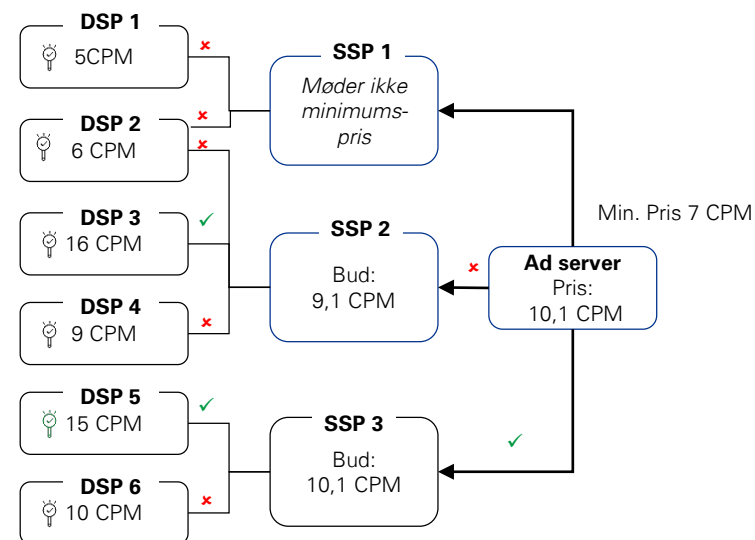 DSP 1
5CPM
DSP 2
6 CPM
DSP 3
16 CPM
DSP 4
9 CPM
DSP 5
15 CPM
DSP 6
10 CPM
SSP 1
Møder ikke
minimums-
pris
SSP 2
Bud:
9,1 CPM
SSP 3
Bud:
10,1 CPM
Min. Pris 7 CPM
Ad server
Pris:
10,1 CPM